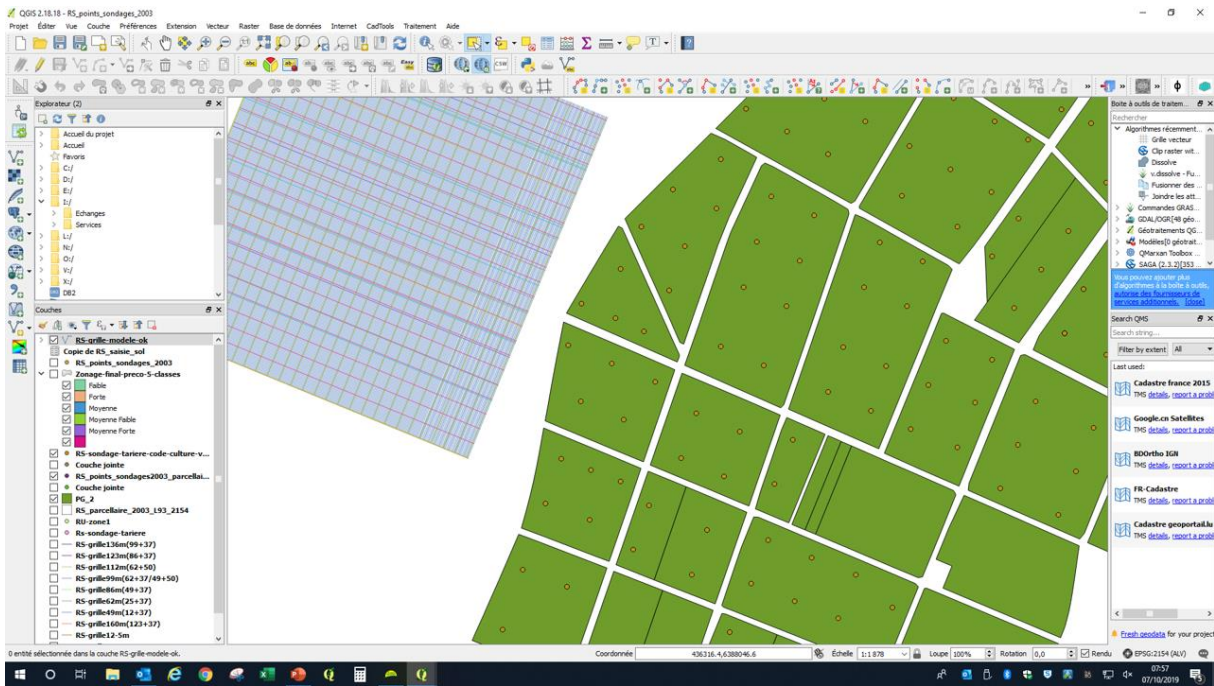 QGIS 2.18.18 - RS_points_sondages_2003
Projet Éditer Vue Couche Préférences Extension Vecteur Raster Base de données Internet CadTools Traitement Aide
Explorateur (2)
Accueil du projet
Accueil
Favoris
C:/
D:/
E:/
I:/
Echanges
Services
L:/
N:/
O:/
V:/
X:/
DB2
Couches
RS-grille-modele-ok
Copie de RS_saisie_sol
RS_points_sondages_2003
Zonage-final-preco-5-classes
Faible
Forte
Moyenne
Moyenne Faible
Moyenne Forte
RS-sondage-tariere-code-culture-v...
Couche jointe
RS_points_sondages2003_parcellai...
Couche jointe
PG_2
RS_parcellaire_2003_L93_2154
RU-zone1
Rs-sondage-tariere
RS-grille136m(99+37)
RS-grille123m(86+37)
RS-grille112m(62+50)
RS-grille99m(62+37/49+50)
RS-grille86m(49+37)
RS-grille62m(25+37)
RS-grille49m(12+37)
RS-grille160m(123+37)
RS-grille12-5m
Boîte à outils de traitem...
Rechercher
Algorithmes récemment...
Grille vecteur
Clip raster wit...
Dissolve
v.dissolve - Fu...
Fusionner des ...
Joindre les att...
Commandes GRAS...
GDAL/OGR[48 géo...
Géotraitements QG...
Modèles[0 géotrait...
QMarxan Toolbox ...
SAGA (2.3.2)[353 ...
Vous pouvez ajouter plus
d'algorithmes à la boîte à outils,
autorise des fournisseurs de
services additionnels. [close]
Search QMS
Search string...
Filter by extent All
Last used:
Cadastre france 2015
TMS details, report a probl
Google.cn Satellites
TMS details, report a probl
BDOrtho IGN
TMS details, report a probl
FR-Cadastre
TMS details, report a probl
Cadastre geoportail.lu
TMS details, report a probl
Fresh geodata for your project
0 entité sélectionnée dans la couche RS-grille-modele-ok.
Coordonnée 436316.4,6388046.6 Échelle 1:1 878 Loupe 100% Rotation 0,0 Rendu EPSG:2154 (ALV)
07:57
07/10/2019